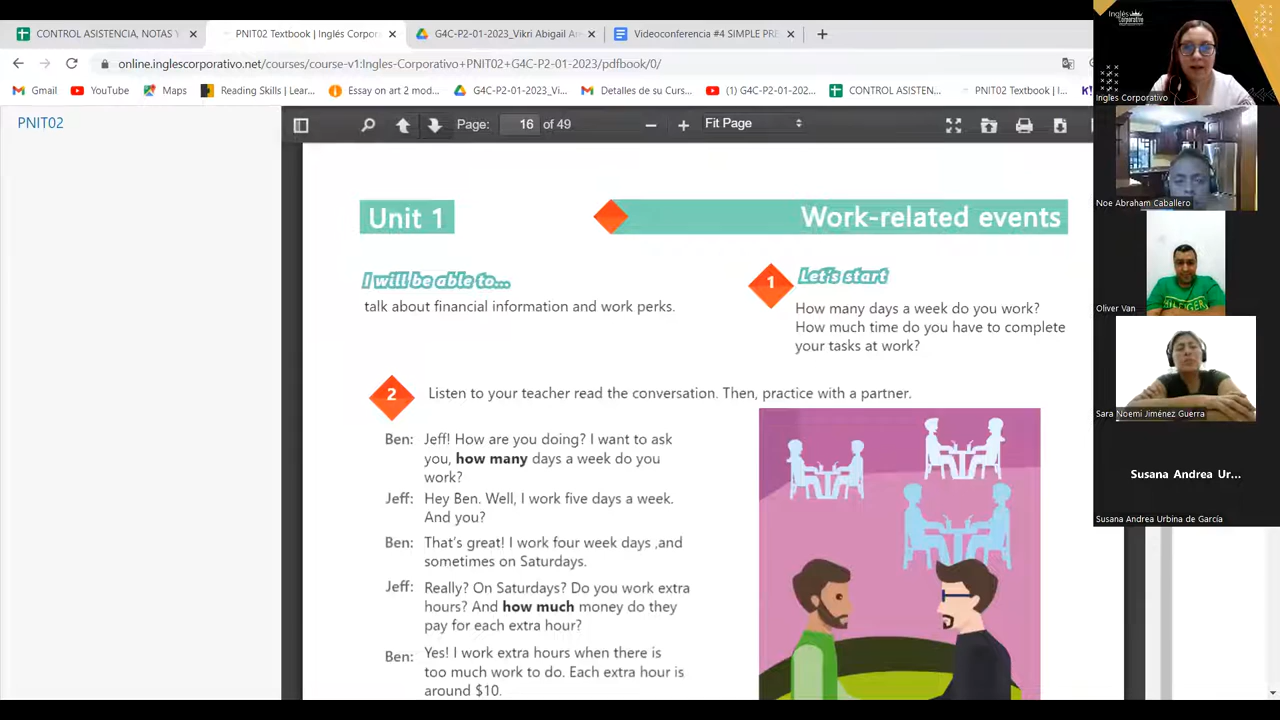 CONTROL ASISTENCIA, NOTAS Y
PNIT02 Textbook | Inglés Corpor
G4C-P2-01-2023_Vikri Abigail Ar
Videoconferencia #4 SIMPLE PRE
online.inglescorporativo.net/courses/course-v1:Ingles-Corporativo+PNIT02+G4C-P2-01-2023/pdfbook/0/
Gmail
YouTube
Maps
Reading Skills | Lear...
Essay on art 2 mod...
G4C-P2-01-2023_Vi...
Detalles de su Curs...
(1) G4C-P2-01-202...
CONTROL ASISTEN...
PNIT02 Textbook | I...
PNIT02
Page: 16 of 49
Fit Page
Unit 1
Work-related events
I will be able to...
talk about financial information and work perks.
1 Let's start
How many days a week do you work?
How much time do you have to complete
your tasks at work?
2 Listen to your teacher read the conversation. Then, practice with a partner.
Ben: Jeff! How are you doing? I want to ask
you, how many days a week do you
work?
Jeff: Hey Ben. Well, I work five days a week.
And you?
Ben: That's great! I work four week days ,and
sometimes on Saturdays.
Jeff: Really? On Saturdays? Do you work extra
hours? And how much money do they
pay for each extra hour?
Ben: Yes! I work extra hours when there is
too much work to do. Each extra hour is
around $10.
Inglés
Corporativo
Ingles Corporativo
Noe Abraham Caballero
Oliver Van
Sara Noemi Jiménez Guerra
Susana Andrea Ur...
Susana Andrea Urbina de García